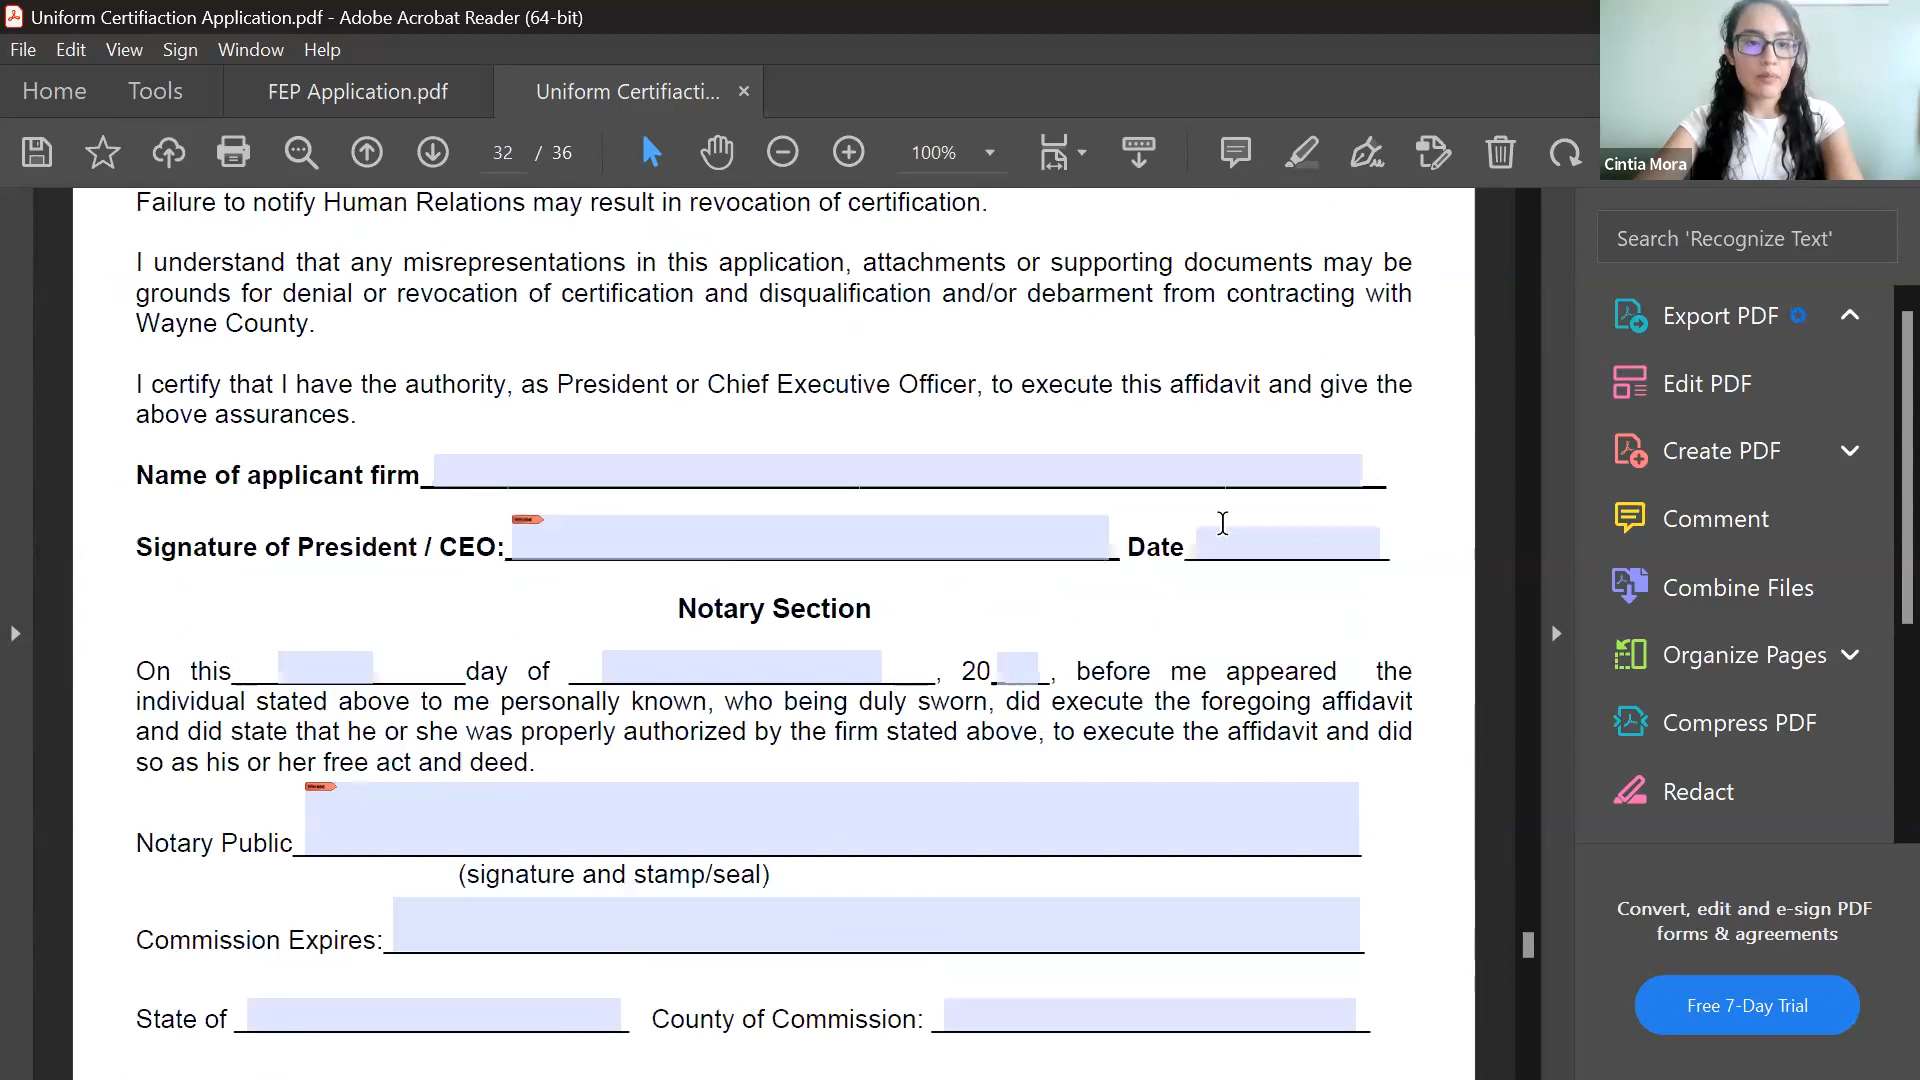 Uniform Certifiaction Application.pdf - Adobe Acrobat Reader (64-bit)
File Edit View Sign Window Help
Home Tools FEP Application.pdf Uniform Certifiacti... ×
32 / 36 100%
Cintia Mora
Failure to notify Human Relations may result in revocation of certification.
I understand that any misrepresentations in this application, attachments or supporting documents may be
grounds for denial or revocation of certification and disqualification and/or debarment from contracting with
Wayne County.
I certify that I have the authority, as President or Chief Executive Officer, to execute this affidavit and give the
above assurances.
Name of applicant firm
Signature of President / CEO: Date
Notary Section
On this day of , 20 , before me appeared the
individual stated above to me personally known, who being duly sworn, did execute the foregoing affidavit
and did state that he or she was properly authorized by the firm stated above, to execute the affidavit and did
so as his or her free act and deed.
Notary Public
(signature and stamp/seal)
Commission Expires:
State of County of Commission:
Search 'Recognize Text'
Export PDF
Edit PDF
Create PDF
Comment
Combine Files
Organize Pages
Compress PDF
Redact
Convert, edit and e-sign PDF
forms & agreements
Free 7-Day Trial